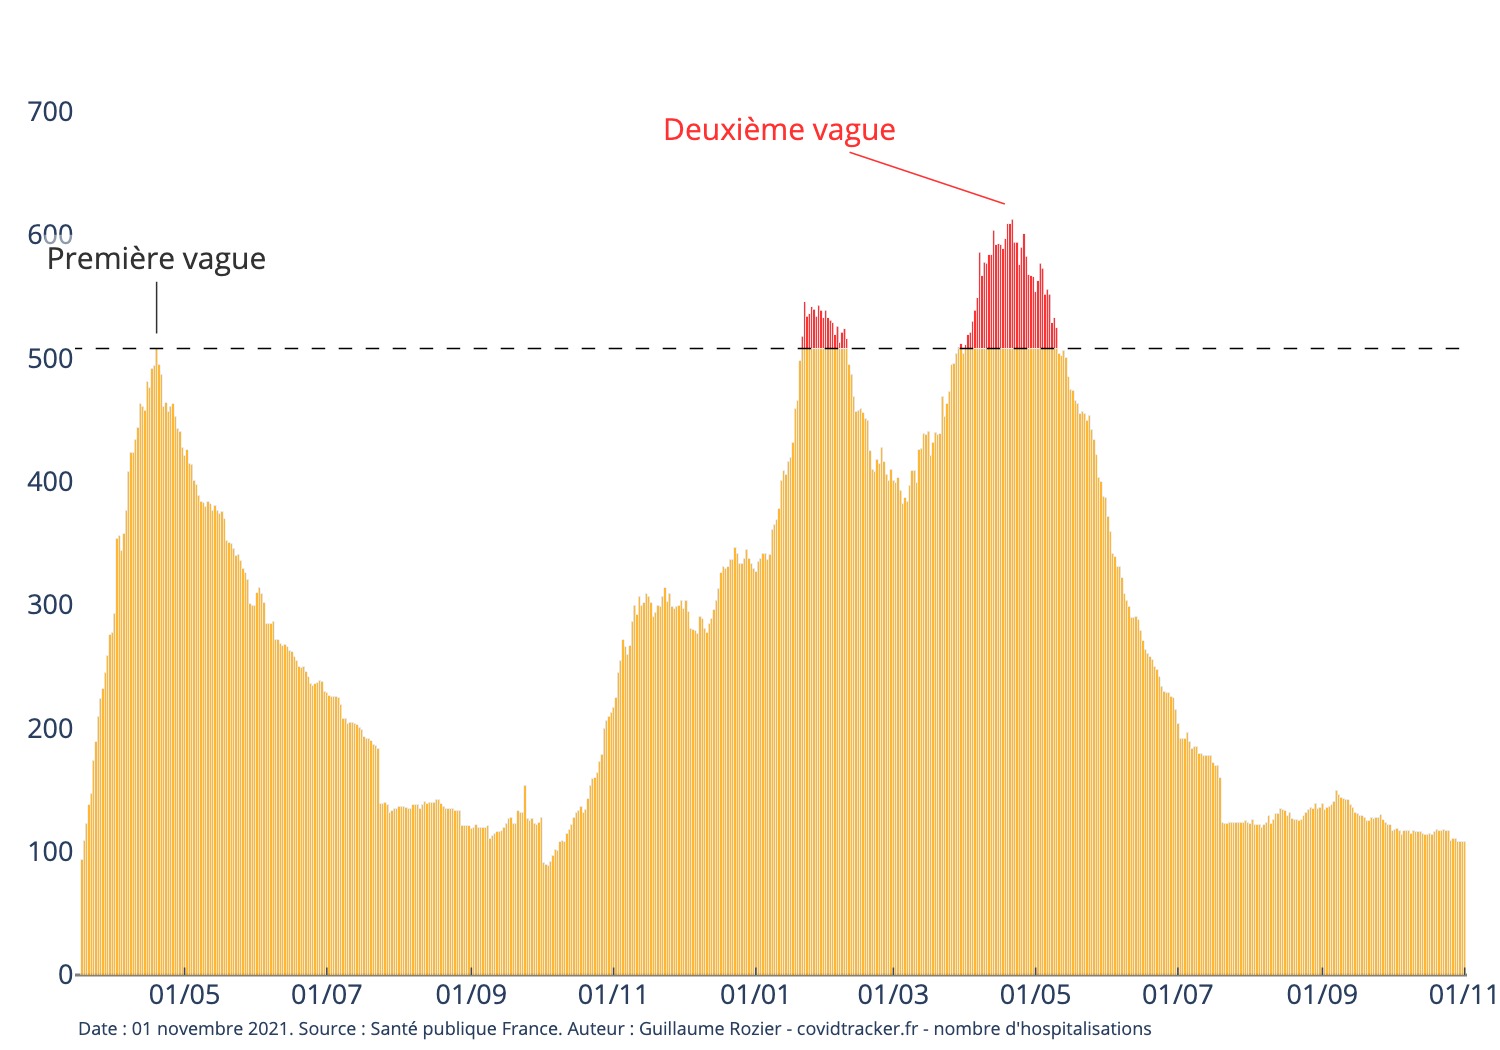 700
Deuxième vague
600
Première vague
500
400
300
200
100
0
01/05 01/07 01/09 01/11 01/01 01/03 01/05 01/07 01/09 01/11
Date : 01 novembre 2021. Source : Santé publique France. Auteur : Guillaume Rozier - covidtracker.fr - nombre d'hospitalisations